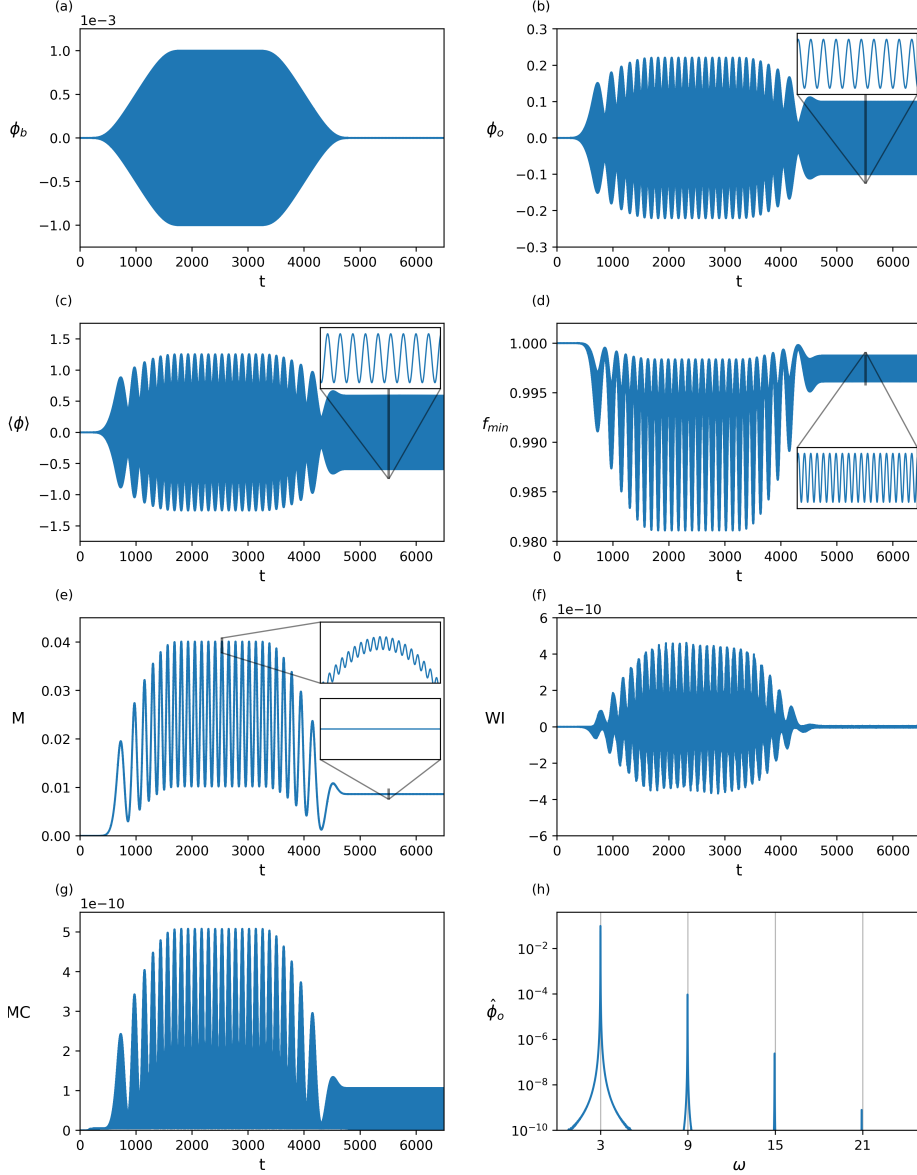 (a)
1e−3
1.0
0.5
0.0
−0.5
−1.0
ϕb
0 1000 2000 3000 4000 5000 6000
t
(b)
0.3
0.2
0.1
0.0
−0.1
−0.2
−0.3
ϕo
0 1000 2000 3000 4000 5000 6000
t
(c)
1.5
1.0
0.5
0.0
−0.5
−1.0
−1.5
⟨ϕ⟩
0 1000 2000 3000 4000 5000 6000
t
(d)
1.000
0.995
0.990
0.985
0.980
fmin
0 1000 2000 3000 4000 5000 6000
t
(e)
0.04
0.03
0.02
0.01
0.00
M
0 1000 2000 3000 4000 5000 6000
t
(f)
1e−10
6
4
2
0
−2
−4
−6
WI
0 1000 2000 3000 4000 5000 6000
t
(g)
1e−10
5
4
3
2
1
0
MC
0 1000 2000 3000 4000 5000 6000
t
(h)
10−2
10−4
10−6
10−8
10−10
ϕ̂o
3 9 15 21
ω